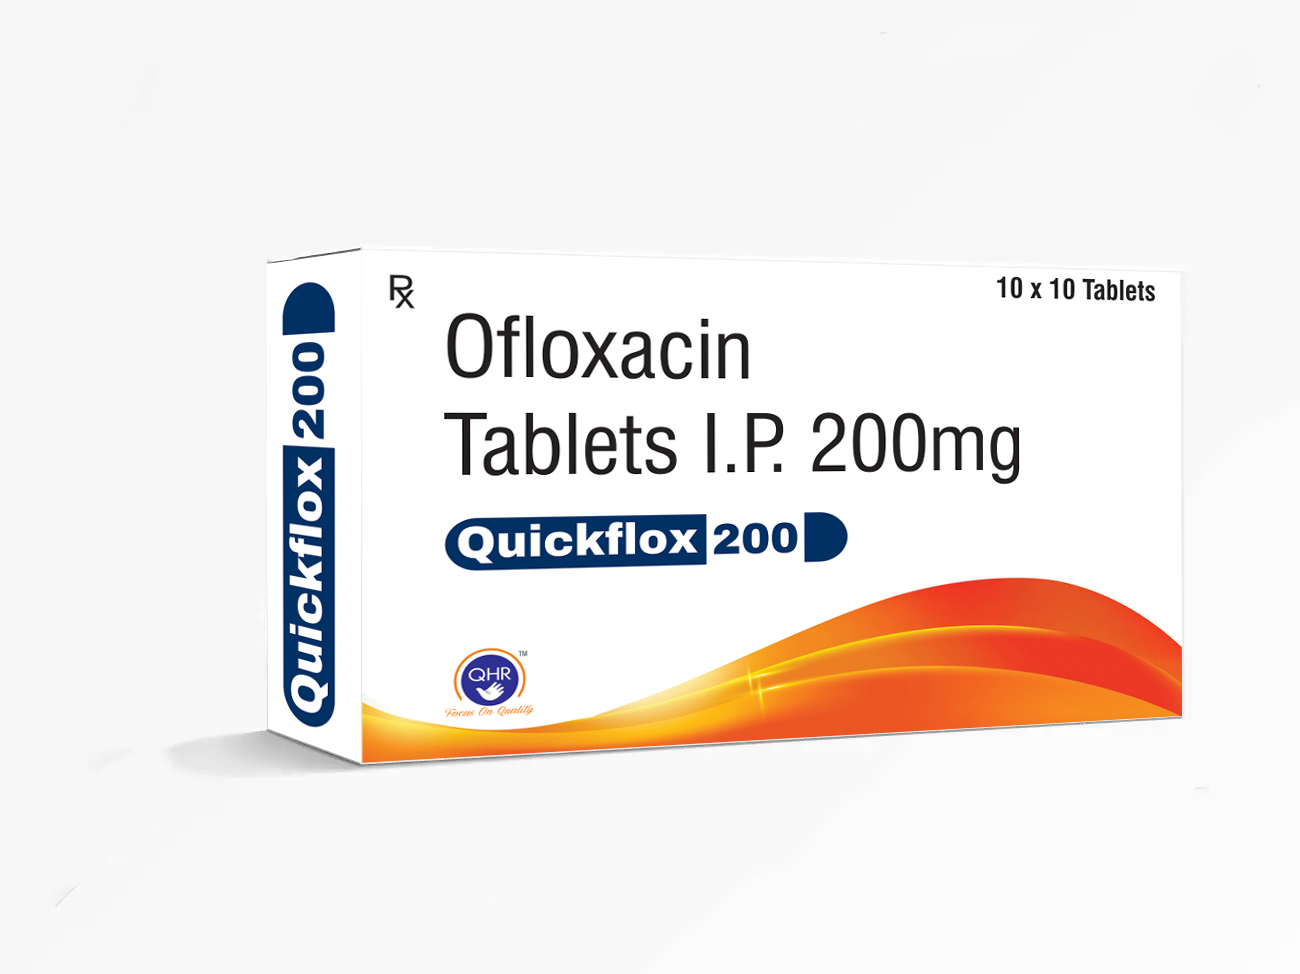 Quickflox 200
Rx
10 x 10 Tablets
Ofloxacin
Tablets I.P. 200mg
Quickflox 200
QHR
TM
Focus On Quality